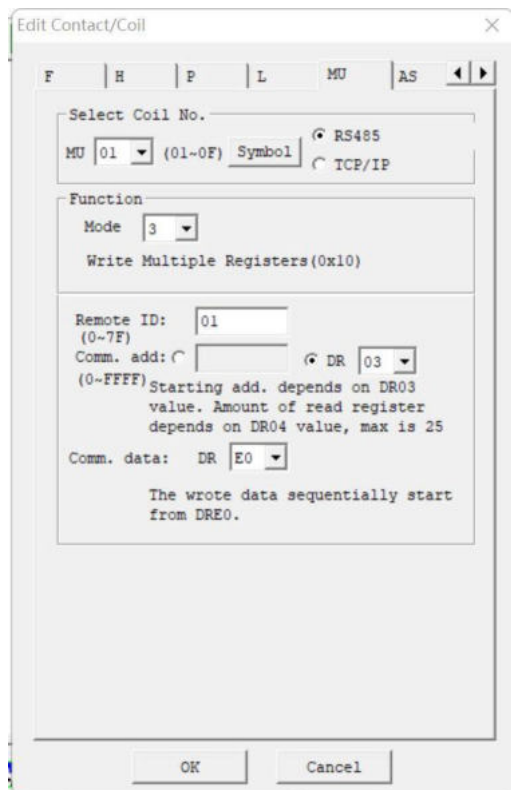 Edit Contact/Coil
F H P L MU AS
Select Coil No.
MU 01 (01~0F) Symbol
RS485
TCP/IP
Function
Mode 3
Write Multiple Registers(0x10)
Remote ID: 01
(0~7F)
Comm. add: DR 03
(0~FFFF)
Starting add. depends on DR03
value. Amount of read register
depends on DR04 value, max is 25
Comm. data: DR E0
The wrote data sequentially start
from DRE0.
OK Cancel